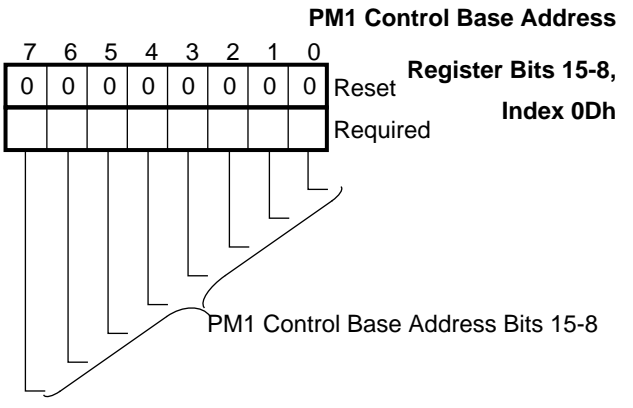 PM1 Control Base Address
Register Bits 15-8,
Index 0Dh
7 6 5 4 3 2 1 0
0 0 0 0 0 0 0 0 Reset
Required
PM1 Control Base Address Bits 15-8